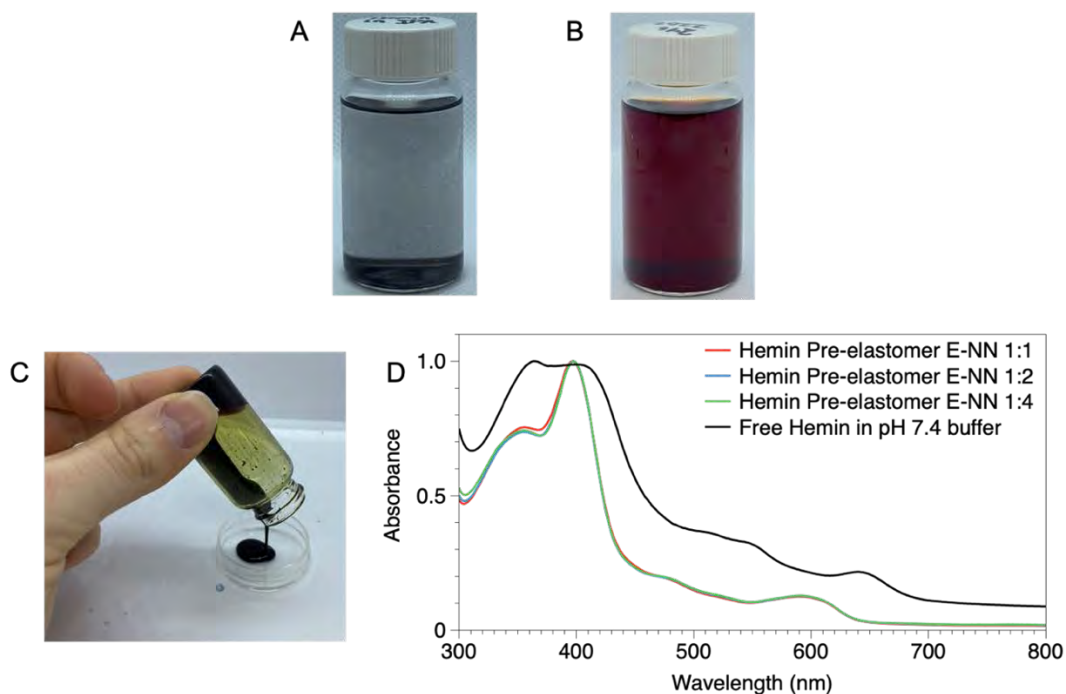 A
B
C
D
Hemin Pre-elastomer E-NN 1:1
Hemin Pre-elastomer E-NN 1:2
Hemin Pre-elastomer E-NN 1:4
Free Hemin in pH 7.4 buffer
1.0
0.5
0
Absorbance
300
400
500
600
700
800
Wavelength (nm)